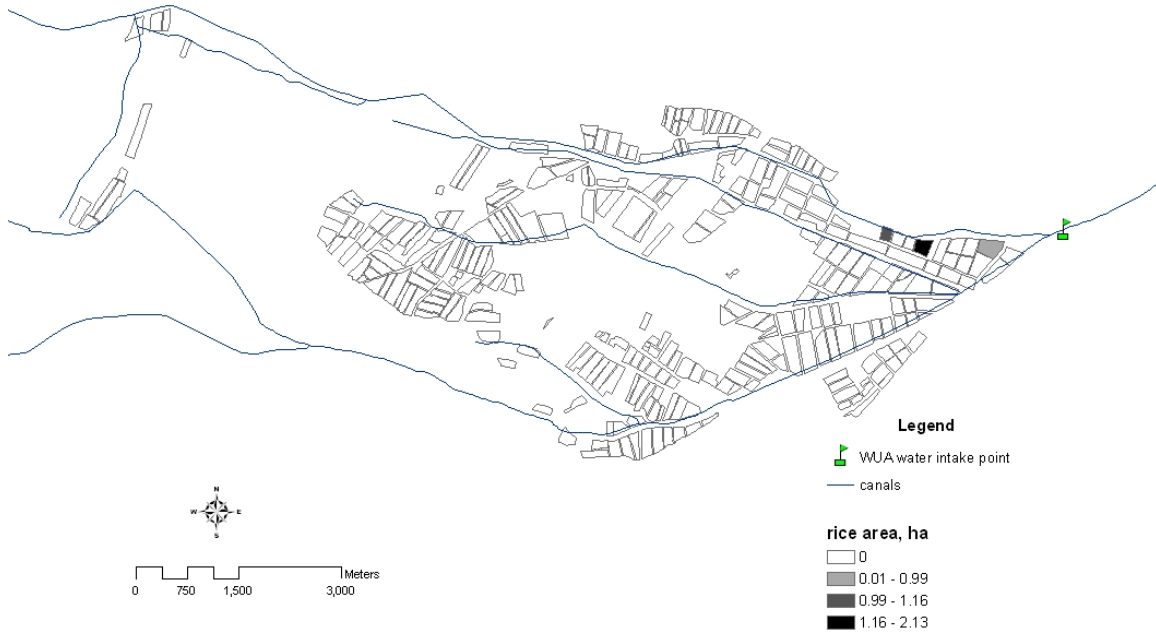 Legend
WUA water intake point
canals
N
W E
S
rice area, ha
0
0.01 - 0.99
0.99 - 1.16
1.16 - 2.13
Meters
0 750 1,500 3,000